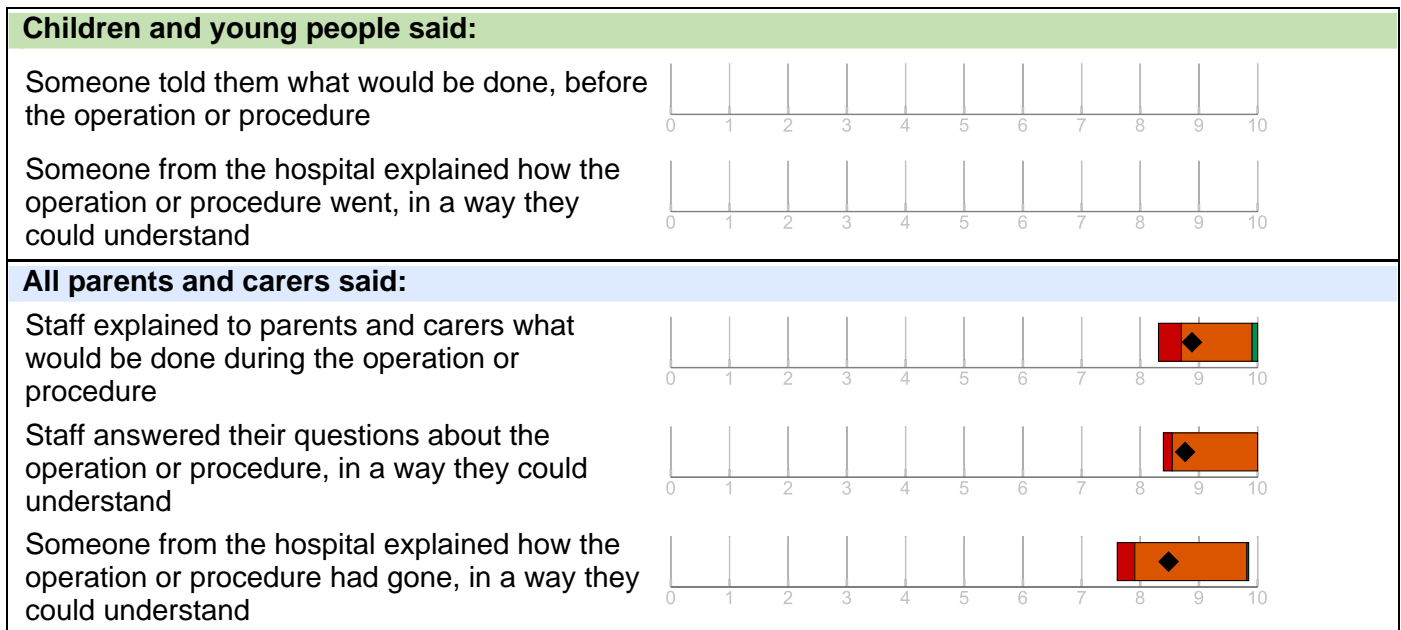 Children and young people said:
Someone told them what would be done, before
the operation or procedure
0 1 2 3 4 5 6 7 8 9 10
Someone from the hospital explained how the
operation or procedure went, in a way they
could understand
0 1 2 3 4 5 6 7 8 9 10
All parents and carers said:
Staff explained to parents and carers what
would be done during the operation or
procedure
0 1 2 3 4 5 6 7 8 9 10
Staff answered their questions about the
operation or procedure, in a way they could
understand
0 1 2 3 4 5 6 7 8 9 10
Someone from the hospital explained how the
operation or procedure had gone, in a way they
could understand
0 1 2 3 4 5 6 7 8 9 10